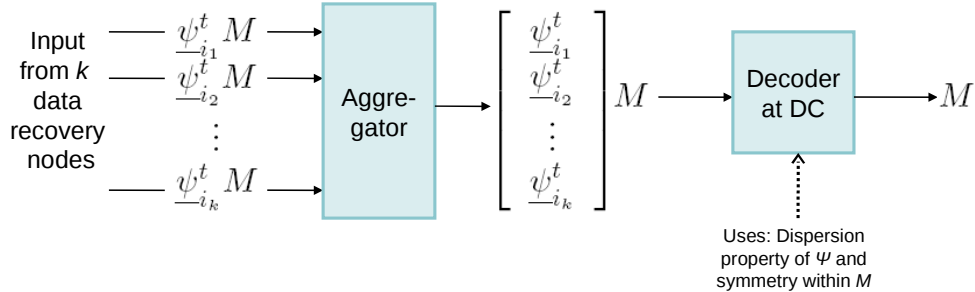 Input
from k
data
recovery
nodes
ψ^t_{i_1} M
ψ^t_{i_2} M
⋮
ψ^t_{i_k} M
Aggre-
gator
ψ^t_{i_1}
ψ^t_{i_2}
⋮
ψ^t_{i_k}
M
Decoder
at DC
M
Uses: Dispersion
property of Ψ and
symmetry within M